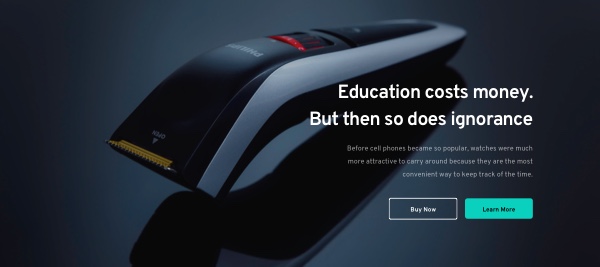 PHILIPS
OPEN
Education costs money.
But then so does ignorance
Before cell phones became so popular, watches were much
more attractive to carry around because they are the most
convenient way to keep track of the time.
Buy Now
Learn More